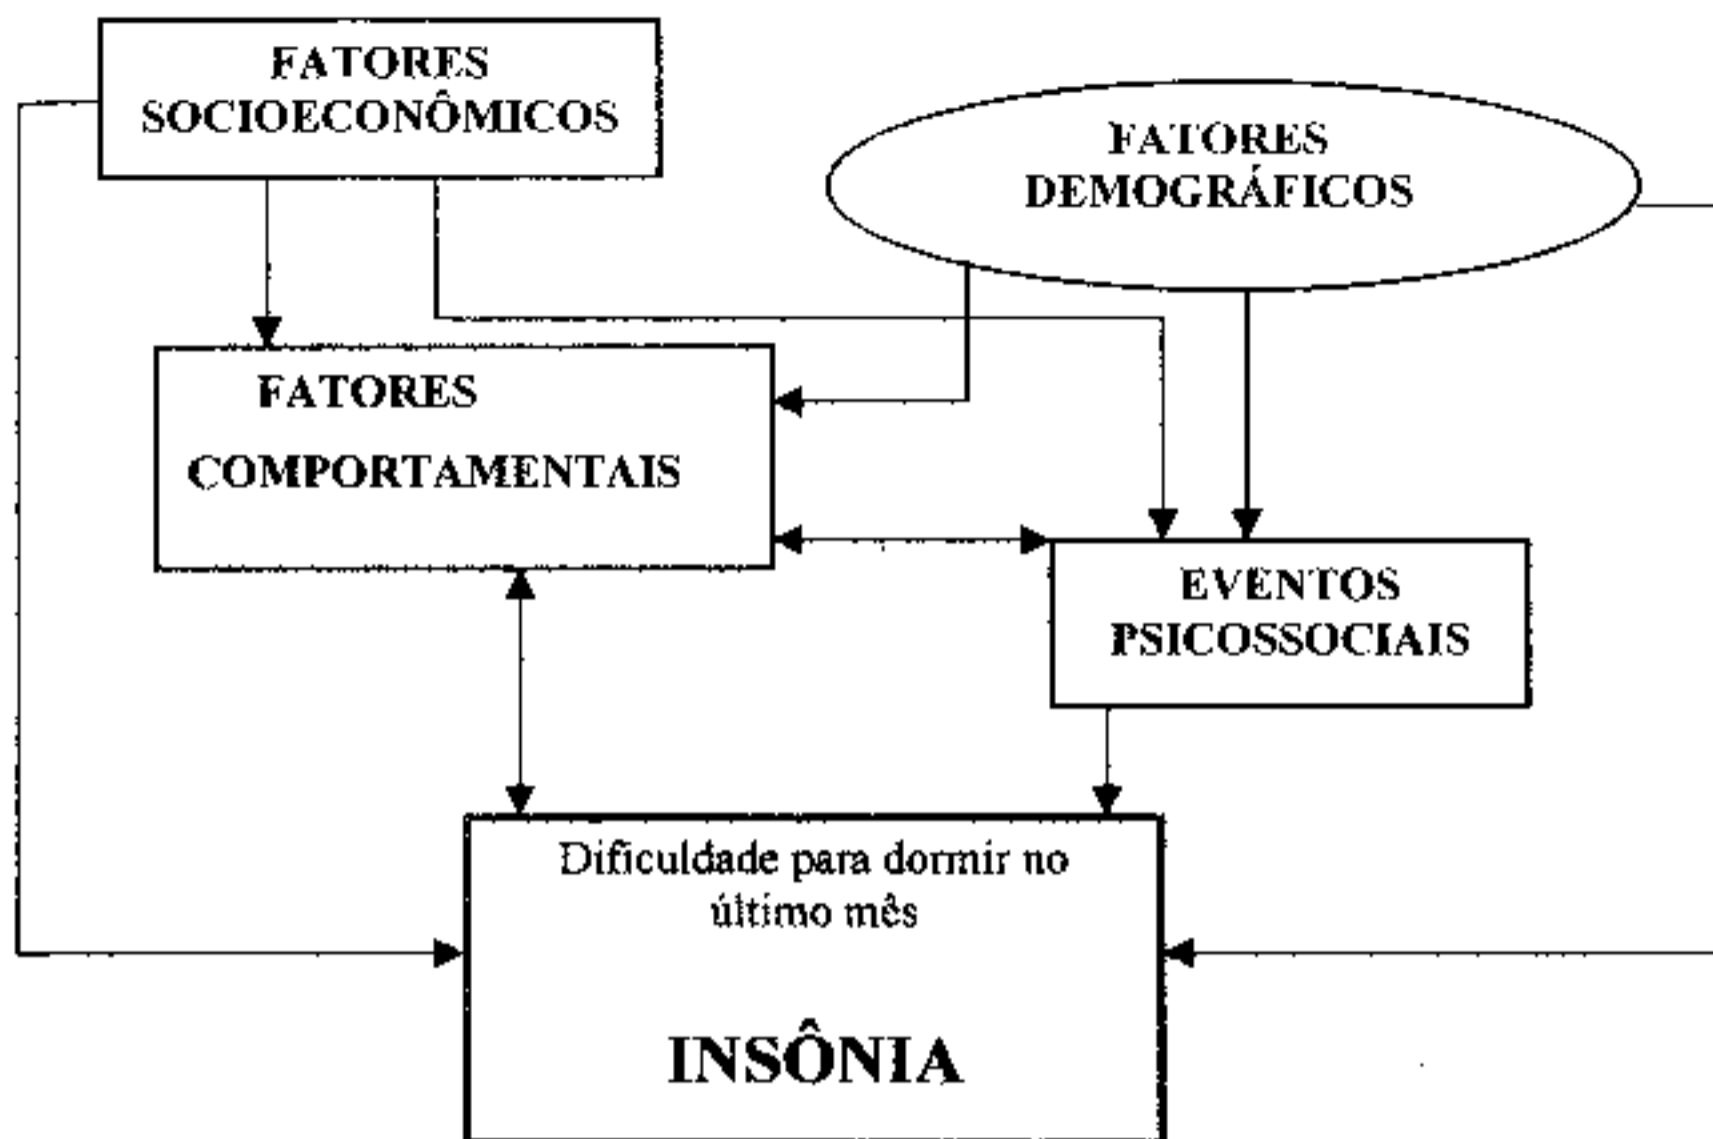 FATORES
SOCIOECONÔMICOS
FATORES
DEMOGRÁFICOS
FATORES
COMPORTAMENTAIS
EVENTOS
PSICOSSOCIAIS
Dificuldade para dormir no
último mês
INSÔNIA